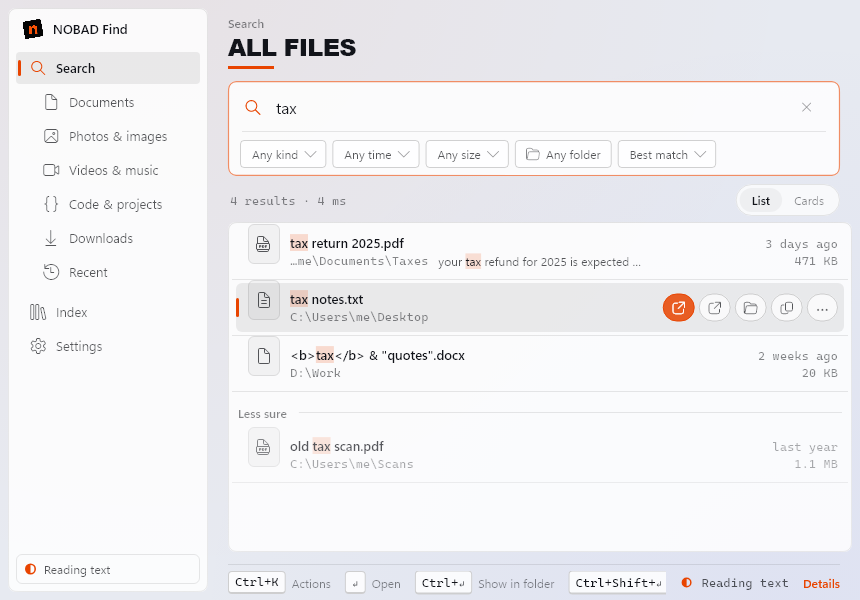 NOBAD Find
Search
Documents
Photos & images
Videos & music
Code & projects
Downloads
Recent
Index
Settings
Reading text
Search
ALL FILES
tax
Any kind
Any time
Any size
Any folder
Best match
4 results · 4 ms
List
Cards
tax return 2025.pdf
3 days ago
…me\Documents\Taxes your tax refund for 2025 is expected …
471 KB
tax notes.txt
C:\Users\me\Desktop
<b>tax</b> & "quotes".docx
2 weeks ago
D:\Work
20 KB
Less sure
old tax scan.pdf
last year
C:\Users\me\Scans
1.1 MB
Ctrl+K Actions ↵ Open Ctrl+↵ Show in folder Ctrl+Shift+↵ Reading text Details